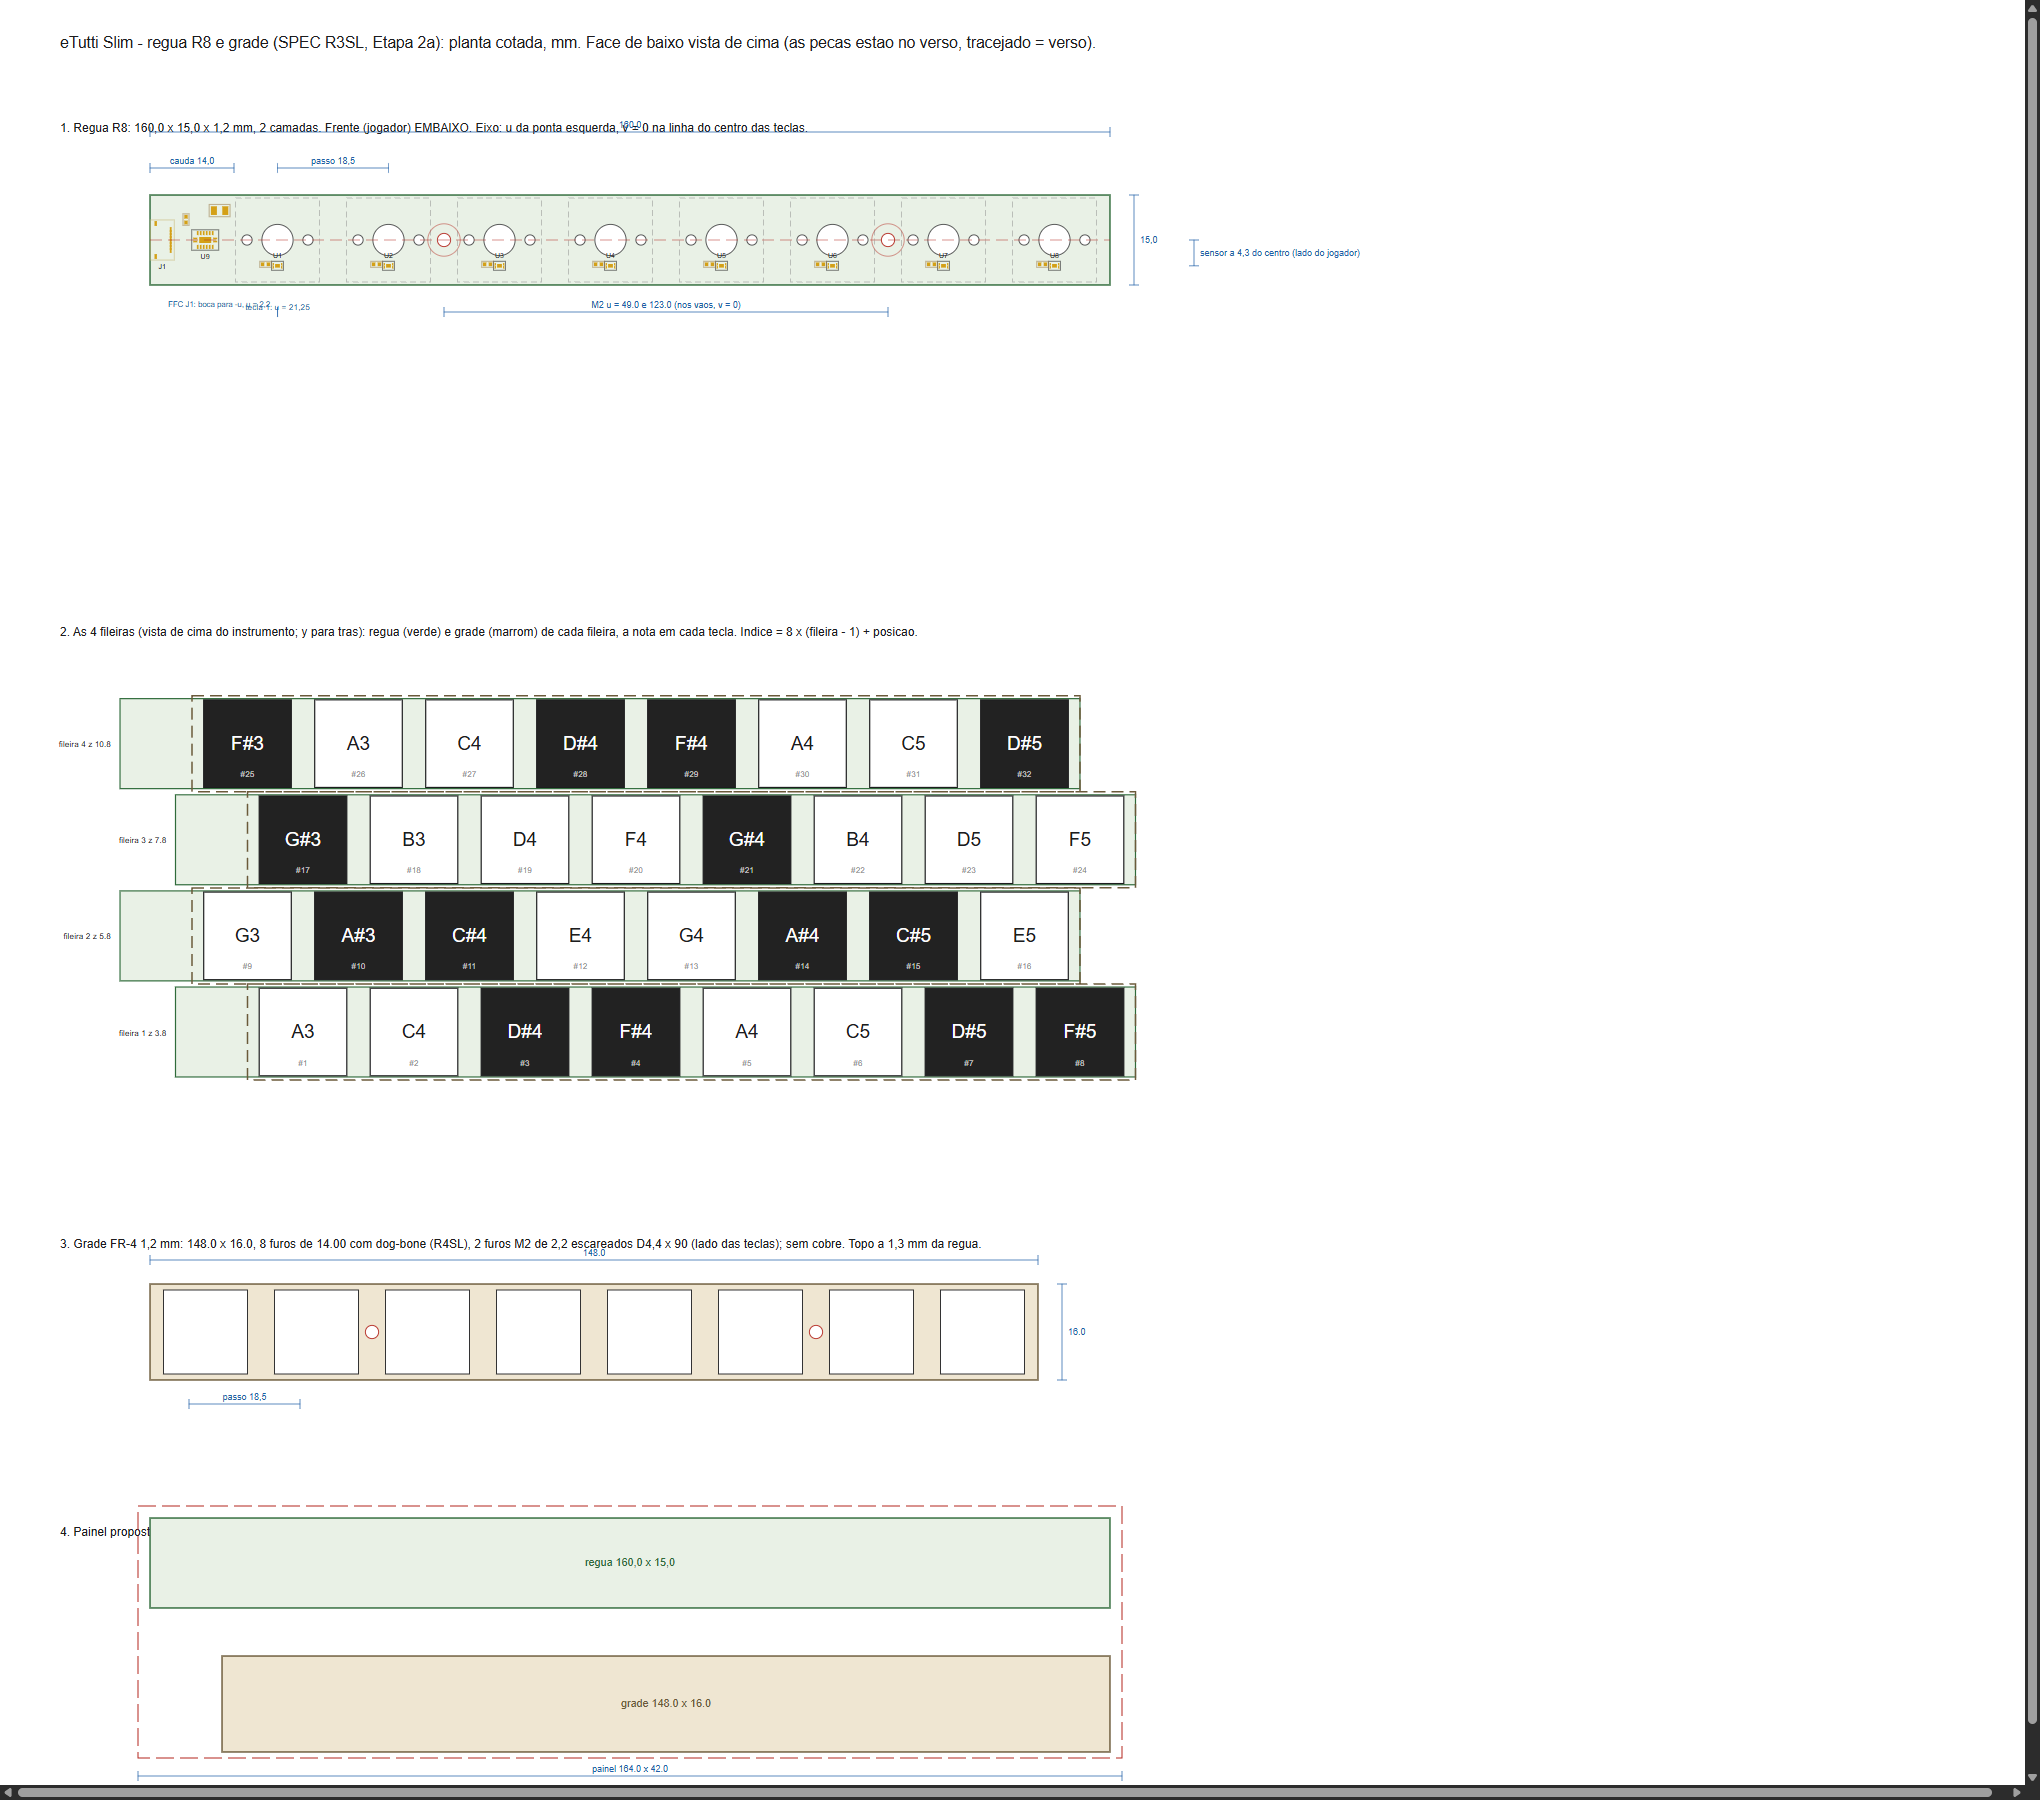 eTutti Slim - regua R8 e grade (SPEC R3SL, Etapa 2a): planta cotada, mm. Face de baixo vista de cima (as pecas estao no verso, tracejado = verso).
1. Regua R8: 160,0 x 15,0 x 1,2 mm, 2 camadas. Frente (jogador) EMBAIXO. Eixo: u da ponta esquerda, v = 0 na linha do centro das teclas.
160,0
cauda 14,0
passo 18,5
15,0
sensor a 4,3 do centro (lado do jogador)
J1
U9
U1
U2
U3
U4
U5
U6
U7
U8
FFC J1: boca para -u, u = 2,2
tecla 1: u = 21,25
M2 u = 49.0 e 123.0 (nos vaos, v = 0)
2. As 4 fileiras (vista de cima do instrumento; y para tras): regua (verde) e grade (marrom) de cada fileira, a nota em cada tecla. Indice = 8 x (fileira - 1) + posicao.
fileira 4 z 10.8
F#3 A3 C4 D#4 F#4 A4 C5 D#5
#25 #26 #27 #28 #29 #30 #31 #32
fileira 3 z 7.8
G#3 B3 D4 F4 G#4 B4 D5 F5
#17 #18 #19 #20 #21 #22 #23 #24
fileira 2 z 5.8
G3 A#3 C#4 E4 G4 A#4 C#5 E5
#9 #10 #11 #12 #13 #14 #15 #16
fileira 1 z 3.8
A3 C4 D#4 F#4 A4 C5 D#5 F#5
#1 #2 #3 #4 #5 #6 #7 #8
3. Grade FR-4 1,2 mm: 148.0 x 16.0, 8 furos de 14.00 com dog-bone (R4SL), 2 furos M2 de 2,2 escareados D4,4 x 90 (lado das teclas); sem cobre. Topo a 1,3 mm da regua.
148.0
16.0
passo 18,5
4. Painel propost
regua 160,0 x 15,0
grade 148.0 x 16.0
painel 164.0 x 42.0